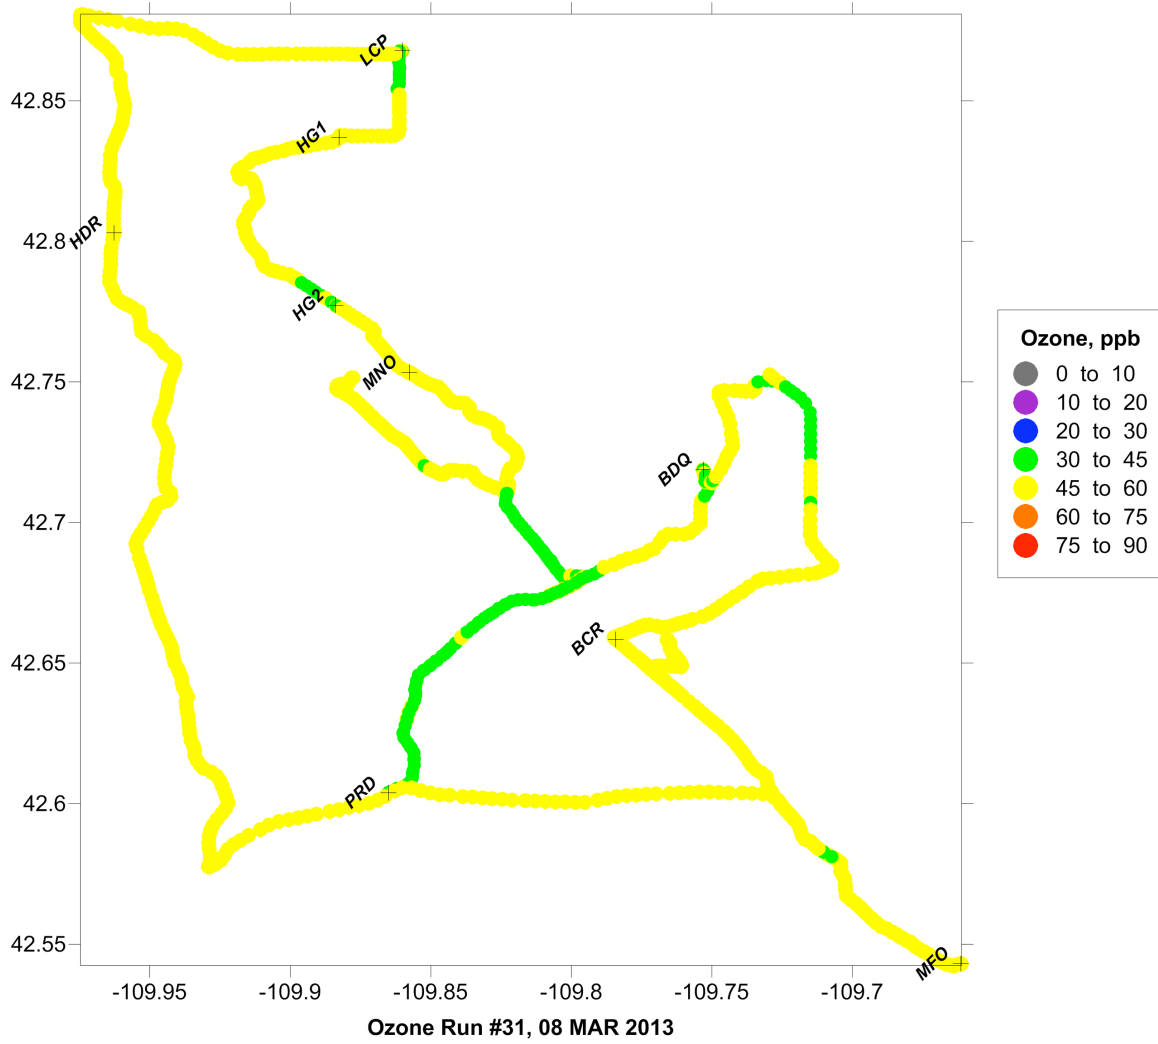 LCP
42.85
HG1
HDR
42.8
HG2
Ozone, ppb
MNO
0 to 10
42.75
10 to 20
20 to 30
BDQ
30 to 45
45 to 60
42.7
60 to 75
75 to 90
BCR
42.65
PRD
42.6
42.55
MFO
-109.95 -109.9 -109.85 -109.8 -109.75 -109.7
Ozone Run #31, 08 MAR 2013